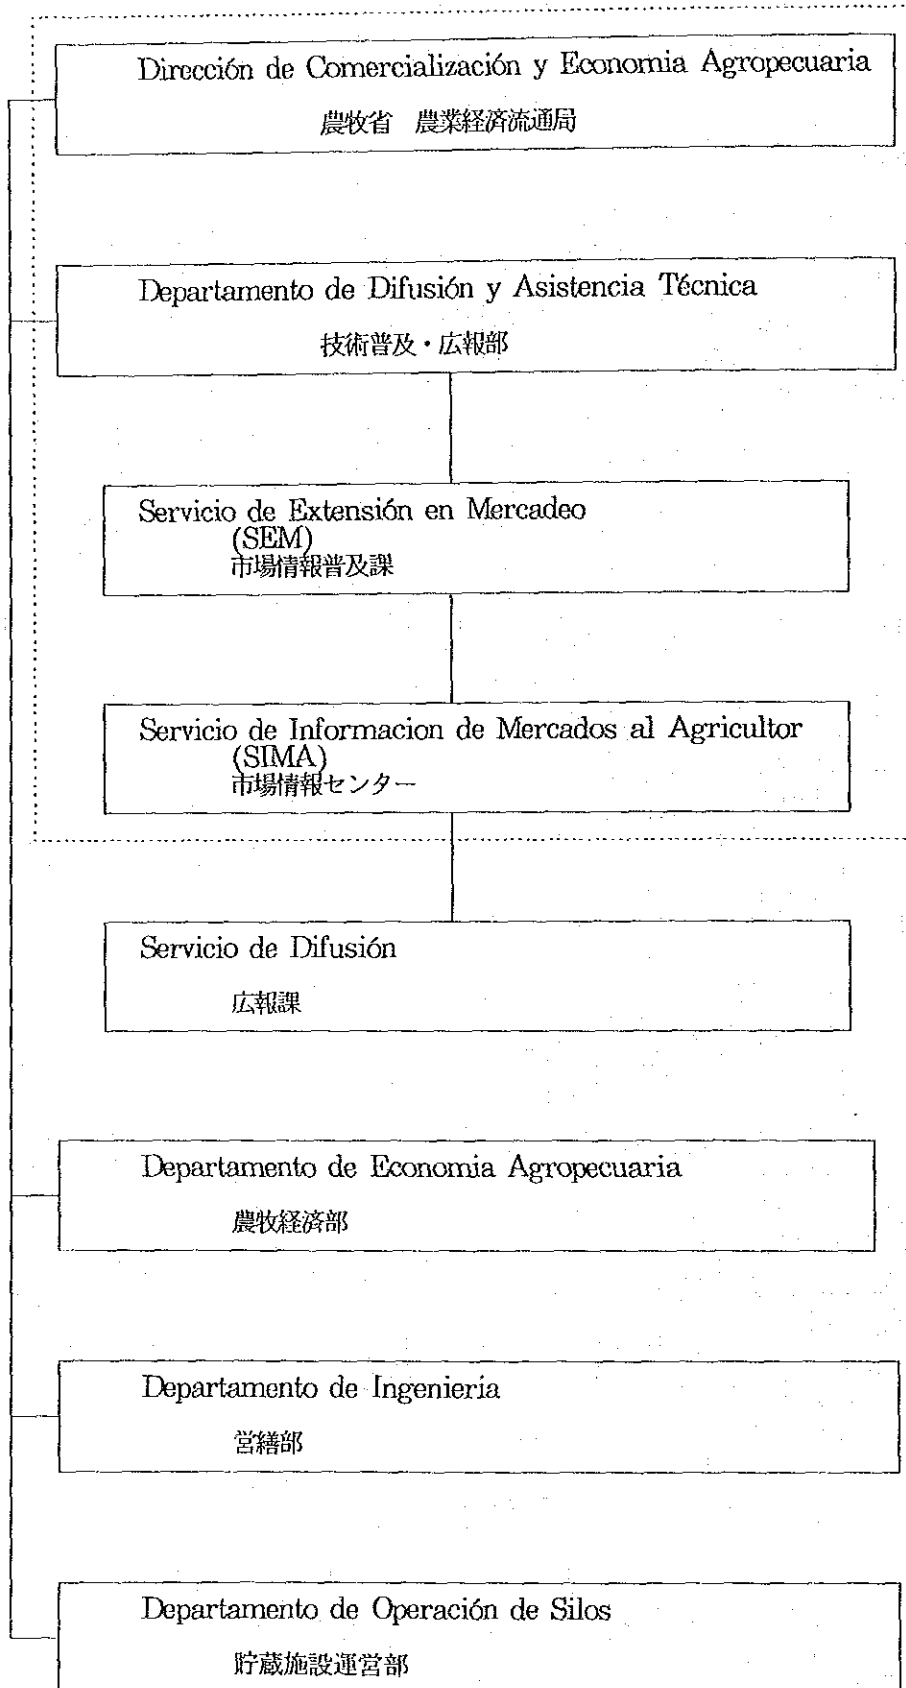 Dirección de Comercialización y Economia Agropecuaria
農牧省 農業経済流通局
Departamento de Difusión y Asistencia Técnica
技術普及・広報部
Servicio de Extensión en Mercadeo
(SEM)
市場情報普及課
Servicio de Informacion de Mercados al Agricultor
(SIMA)
市場情報センター
Servicio de Difusión
広報課
Departamento de Economia Agropecuaria
農牧経済部
Departamento de Ingenieria
営繕部
Departamento de Operación de Silos
貯蔵施設運営部